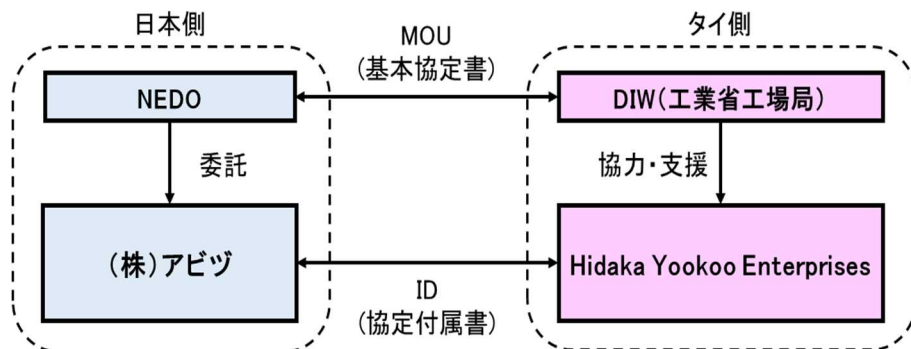 日本側
タイ側
MOU
(基本協定書)
NEDO
DIW(工業省工場局)
委託
協力・支援
(株)アビヅ
Hidaka Yookoo Enterprises
ID
(協定付属書)